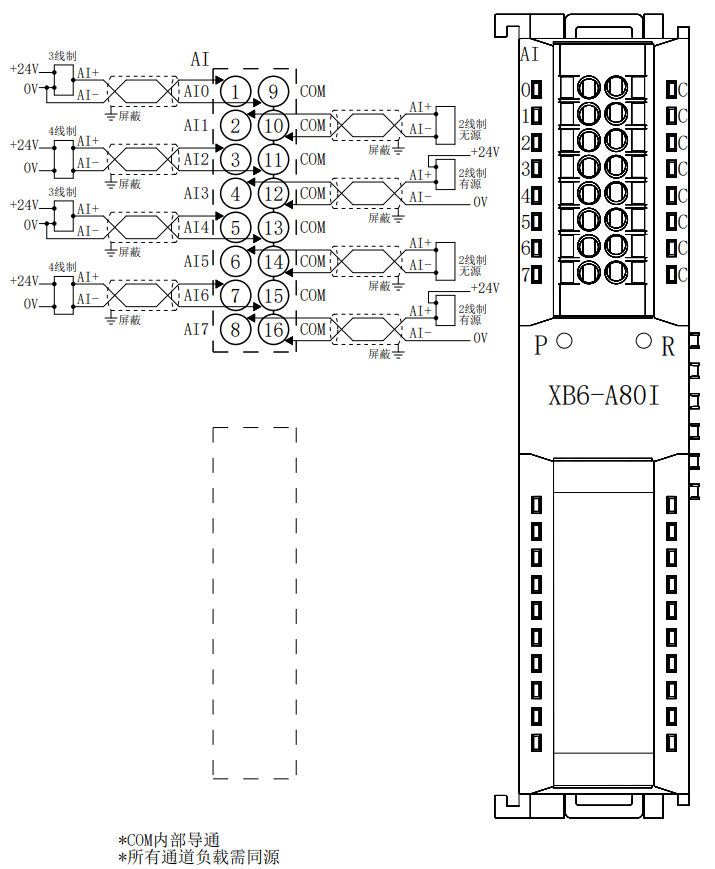 AI
3线制
+24V
0V
AI+
AI-
屏蔽
AI0
1
9
COM
AI1
2
10
COM
AI+
AI-
2线制
无源
屏蔽
4线制
+24V
0V
AI+
AI-
屏蔽
AI2
3
11
COM
+24V
AI3
4
12
COM
AI+
AI-
2线制
有源
0V
屏蔽
3线制
+24V
0V
AI+
AI-
屏蔽
AI4
5
13
COM
AI5
6
14
COM
AI+
AI-
2线制
无源
屏蔽
4线制
+24V
0V
AI+
AI-
屏蔽
AI6
7
15
COM
+24V
AI7
8
16
COM
AI+
AI-
2线制
有源
0V
屏蔽
AI
0 C
1 C
2 C
3 C
4 C
5 C
6 C
7 C
P R
XB6-A80I
*COM内部导通
*所有通道负载需同源